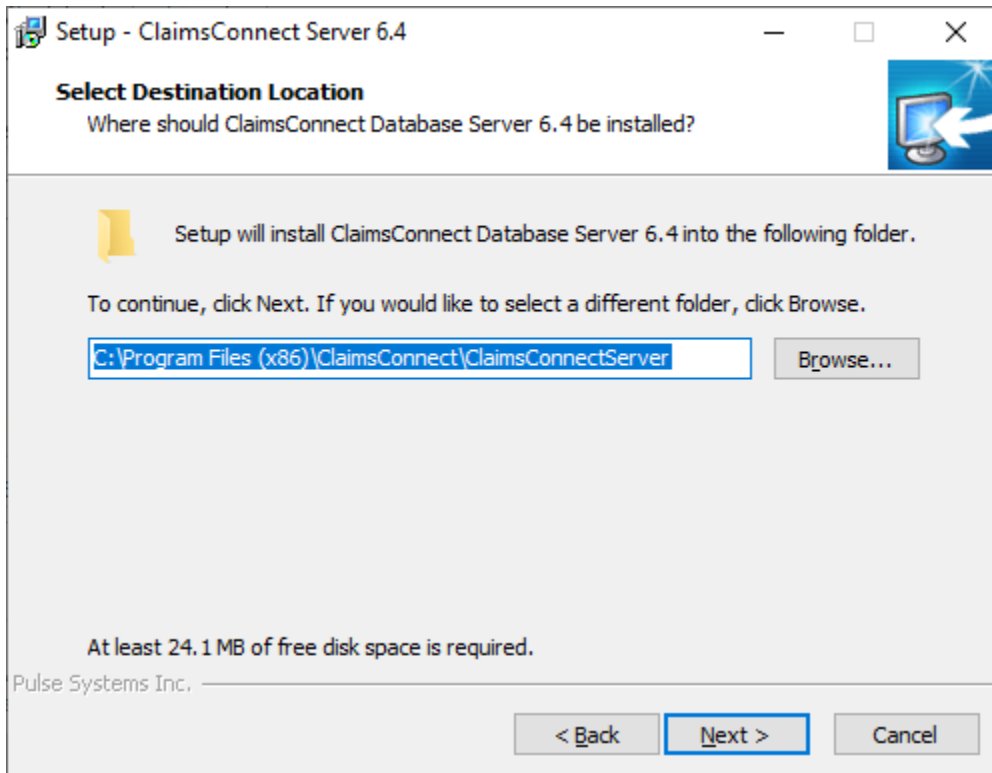 Setup - ClaimsConnect Server 6.4
Select Destination Location
Where should ClaimsConnect Database Server 6.4 be installed?
Setup will install ClaimsConnect Database Server 6.4 into the following folder.
To continue, click Next. If you would like to select a different folder, click Browse.
C:\Program Files (x86)\ClaimsConnect\ClaimsConnectServer
Browse...
At least 24.1 MB of free disk space is required.
Pulse Systems Inc.
< Back
Next >
Cancel